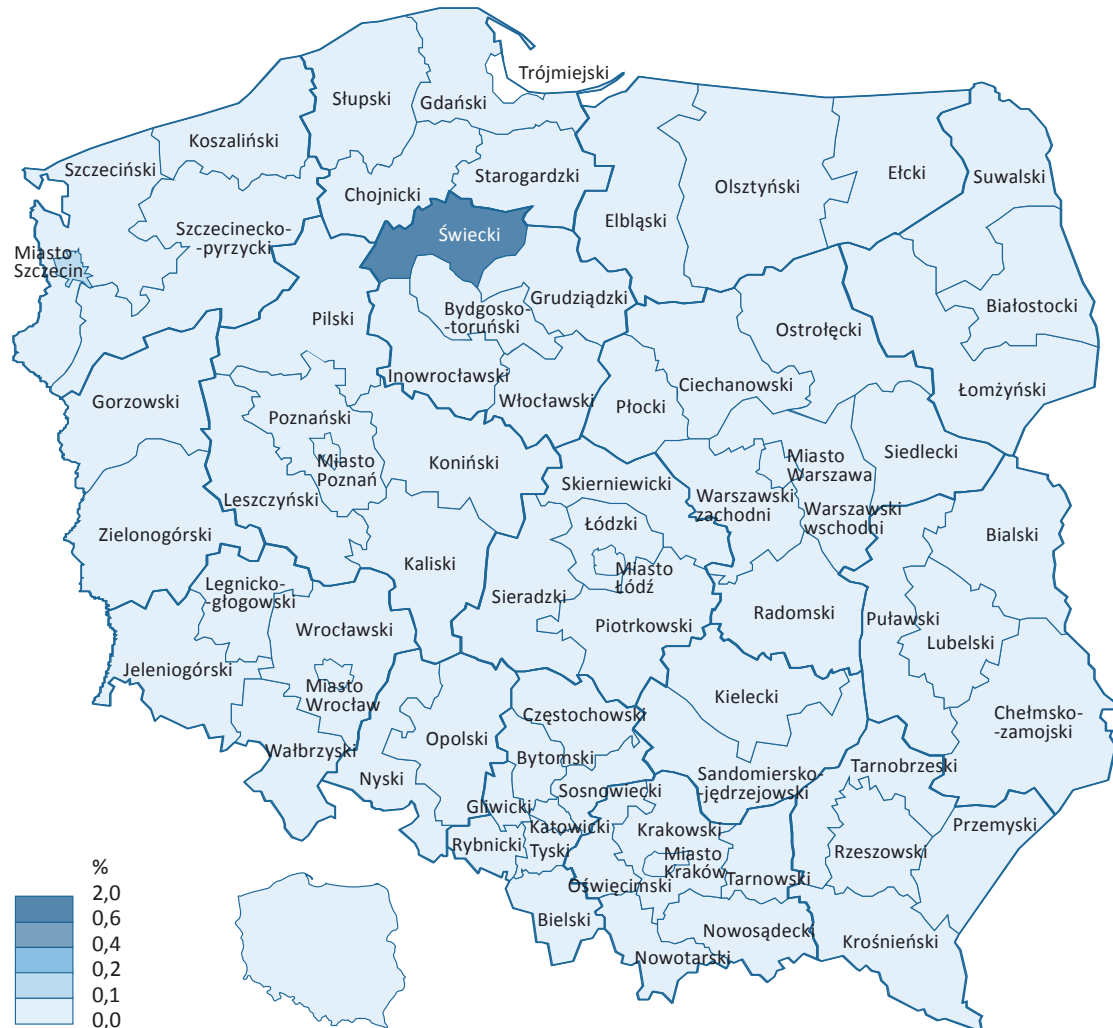 Trójmiejski
Słupski
Gdański
Koszaliński
Szczeciński
Starogardzki
Chojnicki
Olsztyński
Ełcki
Suwalski
Elbląski
Szczecinecko-
-pyrzycki
Świecki
Miasto
Szczecin
Grudziądzki
Bydgosko-
-toruński
Białostocki
Pilski
Ostrołęcki
Inowrocławski
Ciechanowski
Łomżyński
Gorzowski
Włocławski
Płocki
Poznański
Miasto
Poznań
Koniński
Siedlecki
Miasto
Warszawa
Skierniewicki
Warszawski
zachodni
Leszczyński
Warszawski
wschodni
Łódzki
Zielonogórski
Bialski
Kaliski
Miasto
Łódź
Legnicko-
-głogowski
Sieradzki
Radomski
Puławski
Piotrkowski
Wrocławski
Lubelski
Jeleniogórski
Miasto
Wrocław
Kielecki
Częstochowski
Chełmsko-
-zamojski
Opolski
Wałbrzyski
Bytomski
Tarnobrzeski
Nyski
Sandomiersko-
-jędrzejowski
Sosnowiecki
Gliwicki
Przemyski
Katowicki
Krakowski
Rybnicki
Tyski
Miasto
Kraków
Rzeszowski
Oświęcimski
Tarnowski
Bielski
Nowosądecki
Krośnieński
Nowotarski
%
2,0
0,6
0,4
0,2
0,1
0,0